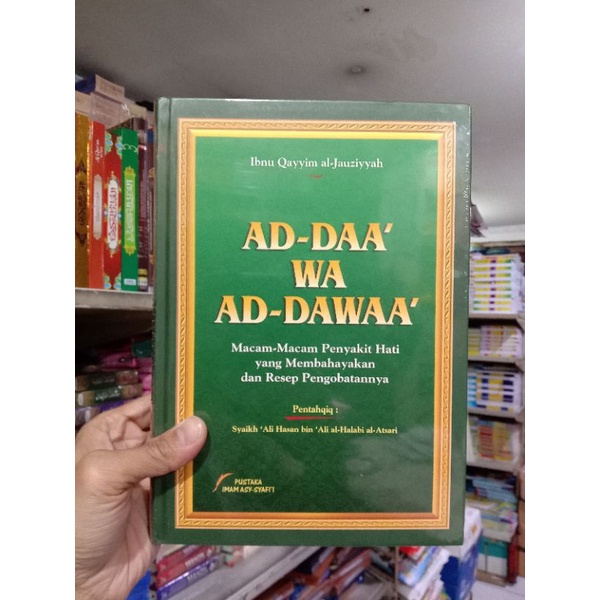 Ibnu Qayyim al-Jauziyyah
AD-DAA'
WA
AD-DAWAA'
Macam-Macam Penyakit Hati
yang Membahayakan
dan Resep Pengobatannya
Pentahqiq :
Syaikh 'Ali Hasan bin 'Ali al-Halabi al-Atsari
PUSTAKA
IMAM ASY-SYAFI'I